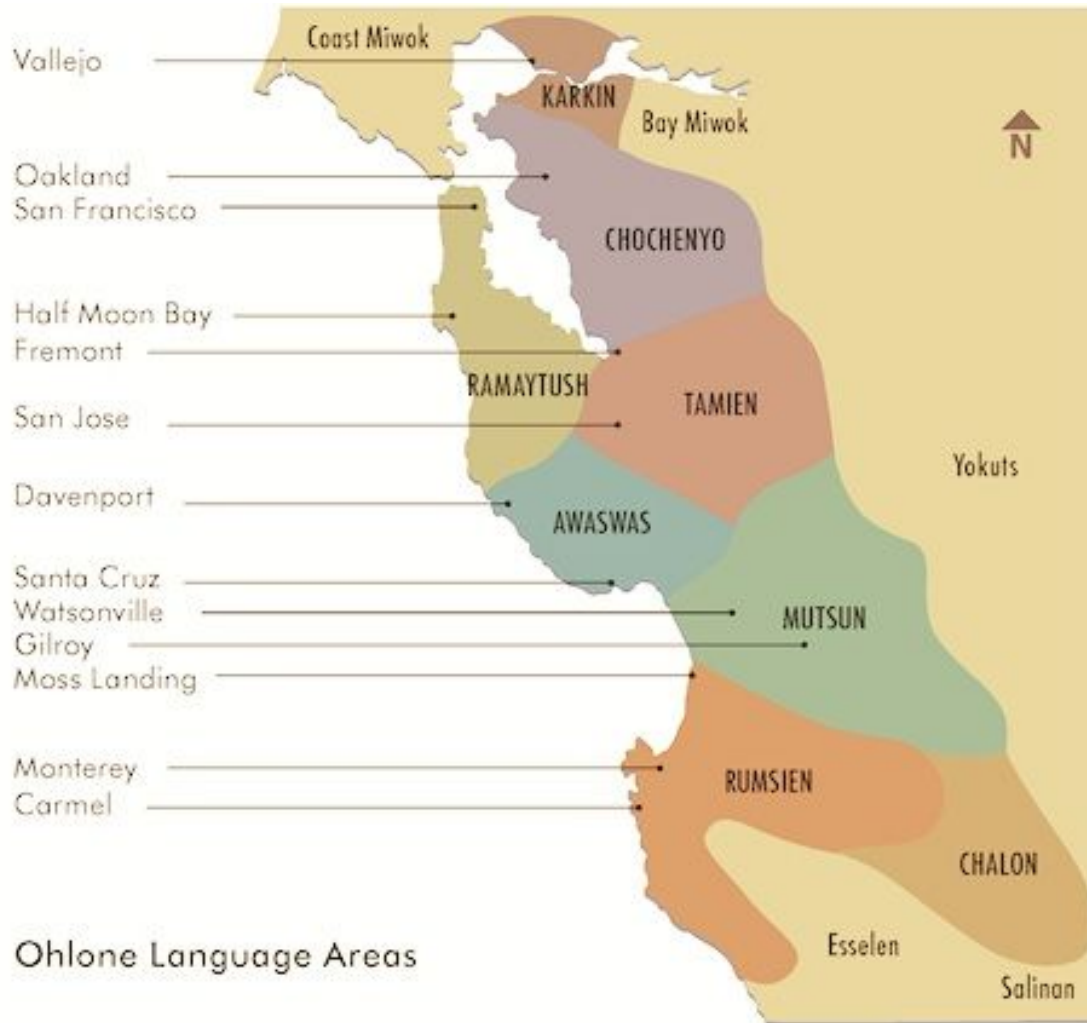 Coast Miwok
Vallejo
KARKIN
Bay Miwok
N
Oakland
San Francisco
CHOCHENYO
Half Moon Bay
Fremont
RAMAYTUSH
TAMIEN
San Jose
Yokuts
Davenport
AWASWAS
Santa Cruz
Watsonville
MUTSUN
Gilroy
Moss Landing
Monterey
RUMSIEN
Carmel
CHALON
Esselen
Ohlone Language Areas
Salinan